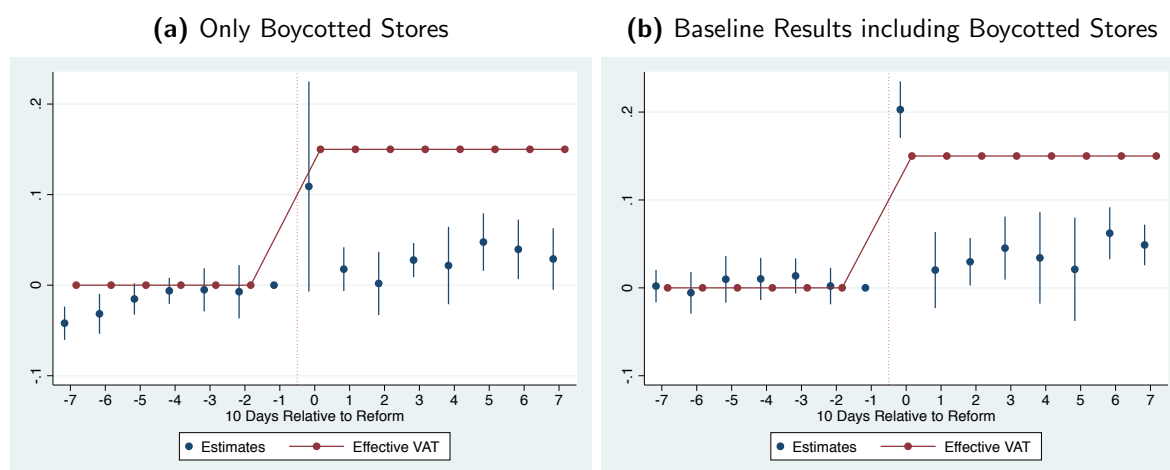 (a) Only Boycotted Stores
.2
.1
0
-.1
-7 -6 -5 -4 -3 -2 -1 0 1 2 3 4 5 6 7
10 Days Relative to Reform
Estimates Effective VAT
(b) Baseline Results including Boycotted Stores
.2
.1
0
-.1
-7 -6 -5 -4 -3 -2 -1 0 1 2 3 4 5 6 7
10 Days Relative to Reform
Estimates Effective VAT